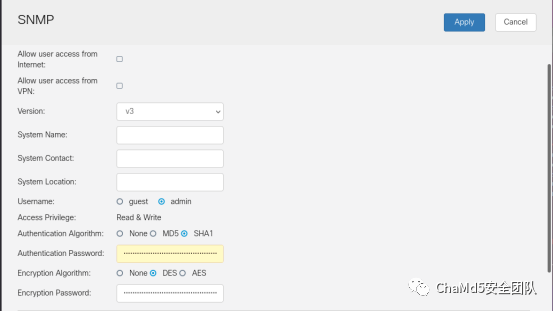 SNMP
Apply
Cancel
Allow user access from
Internet:
Allow user access from
VPN:
Version: v3
System Name:
System Contact:
System Location:
Username: guest admin
Access Privilege: Read & Write
Authentication Algorithm: None MD5 SHA1
Authentication Password:
Encryption Algorithm: None DES AES
Encryption Password:
ChaMd5安全团队